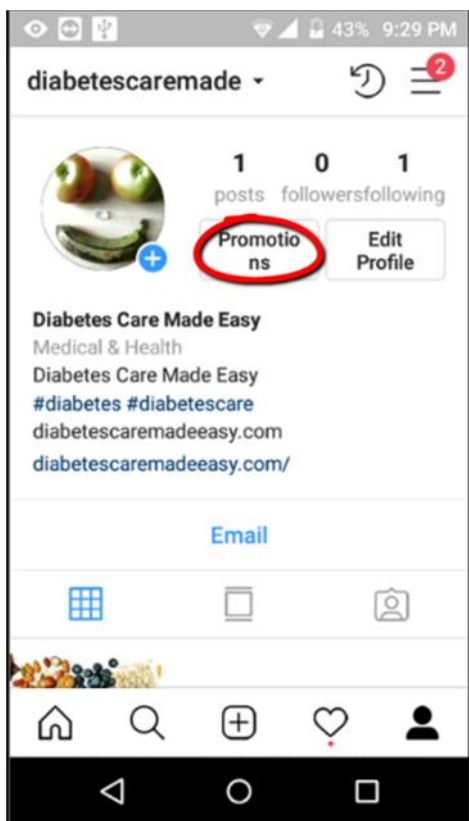 43% 9:29 PM
diabetescaremade
2
1 0 1
posts followers following
Promotio
ns
Edit
Profile
Diabetes Care Made Easy
Medical & Health
Diabetes Care Made Easy
#diabetes #diabetescare
diabetescaremadeeasy.com
diabetescaremadeeasy.com/
Email